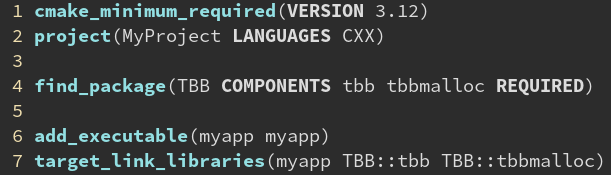 1 cmake_minimum_required(VERSION 3.12)
2 project(MyProject LANGUAGES CXX)
3
4 find_package(TBB COMPONENTS tbb tbbmalloc REQUIRED)
5
6 add_executable(myapp myapp)
7 target_link_libraries(myapp TBB::tbb TBB::tbbmalloc)